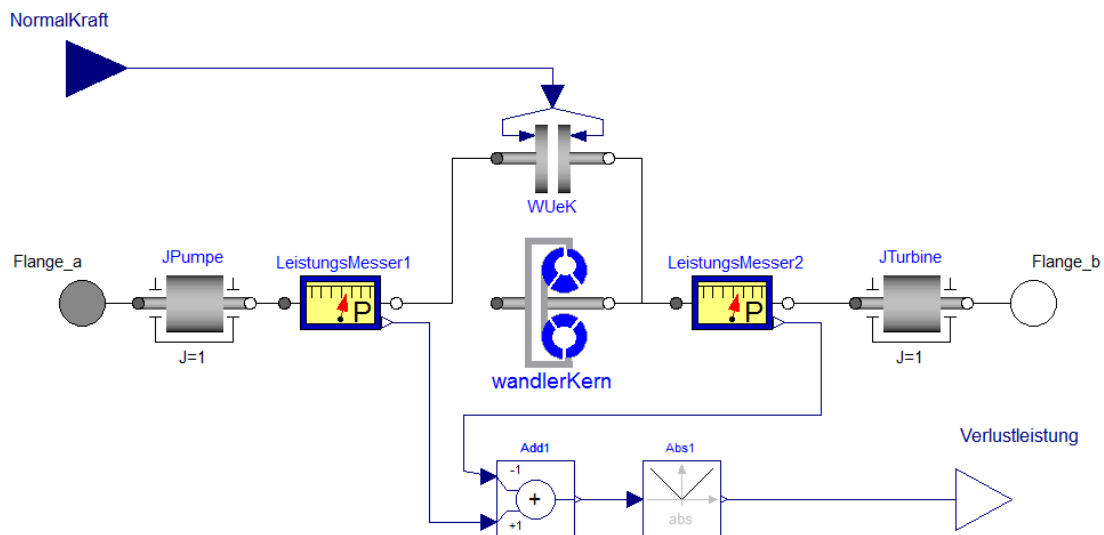 NormalKraft
WUeK
Flange_a
JPumpe
LeistungsMesser1
LeistungsMesser2
JTurbine
Flange_b
P
P
J=1
J=1
wandlerKern
Verlustleistung
Add1
Abs1
-1
+
+1
abs